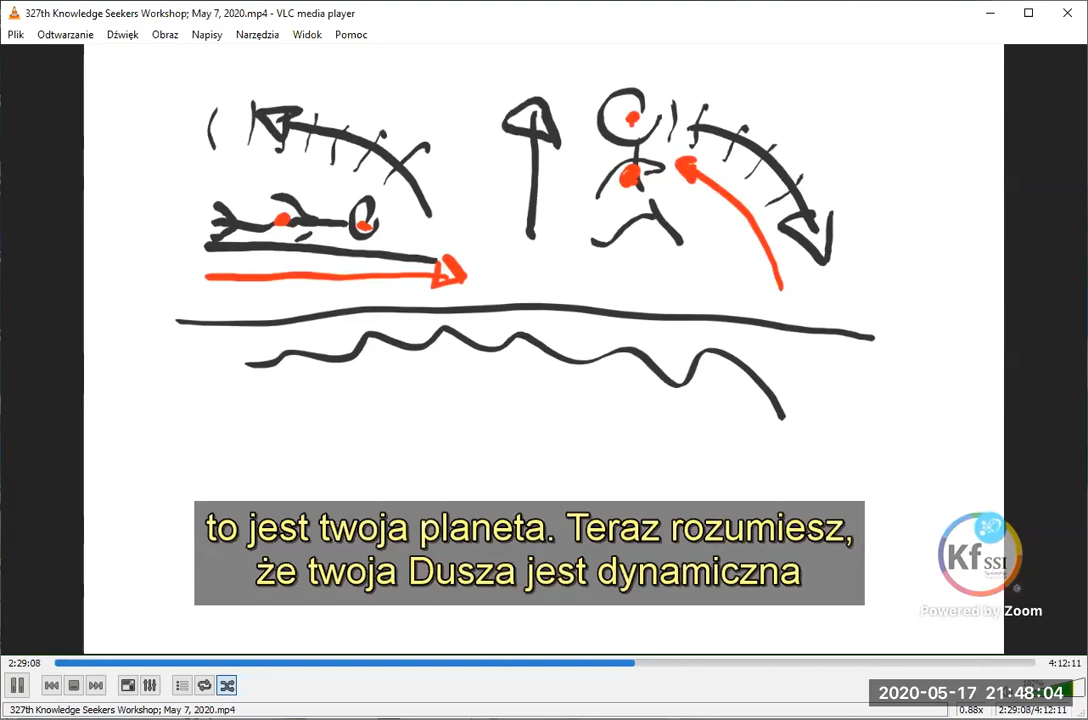 327th Knowledge Seekers Workshop; May 7, 2020.mp4 - VLC media player
Plik Odtwarzanie Dźwięk Obraz Napisy Narzędzia Widok Pomoc
to jest twoja planeta. Teraz rozumiesz,
że twoja Dusza jest dynamiczna
Kf SSI
Powered by Zoom
2:29:08 4:12:11
2020-05-17 21:48:04
327th Knowledge Seekers Workshop; May 7, 2020.mp4 0.88x 2:29:08/4:12:11